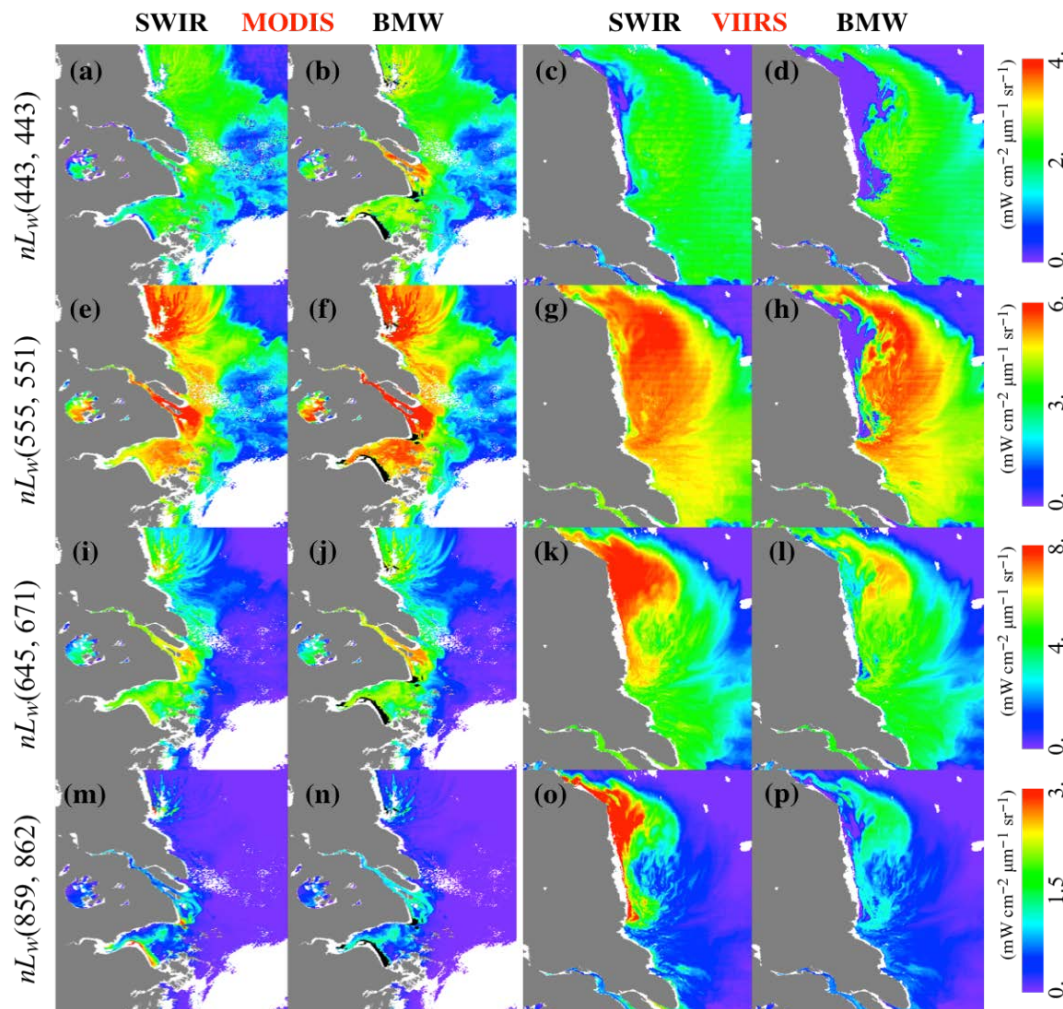 SWIR MODIS BMW SWIR VIIRS BMW
(a) (b) (c) (d)
nLw(443, 443)
4.
2.
0.
(mW cm−2 μm−1 sr−1)
(e) (f) (g) (h)
nLw(555, 551)
6.
3.
0.
(mW cm−2 μm−1 sr−1)
(i) (j) (k) (l)
nLw(645, 671)
8.
4.
0.
(mW cm−2 μm−1 sr−1)
(m) (n) (o) (p)
nLw(859, 862)
3.
1.5
0.
(mW cm−2 μm−1 sr−1)